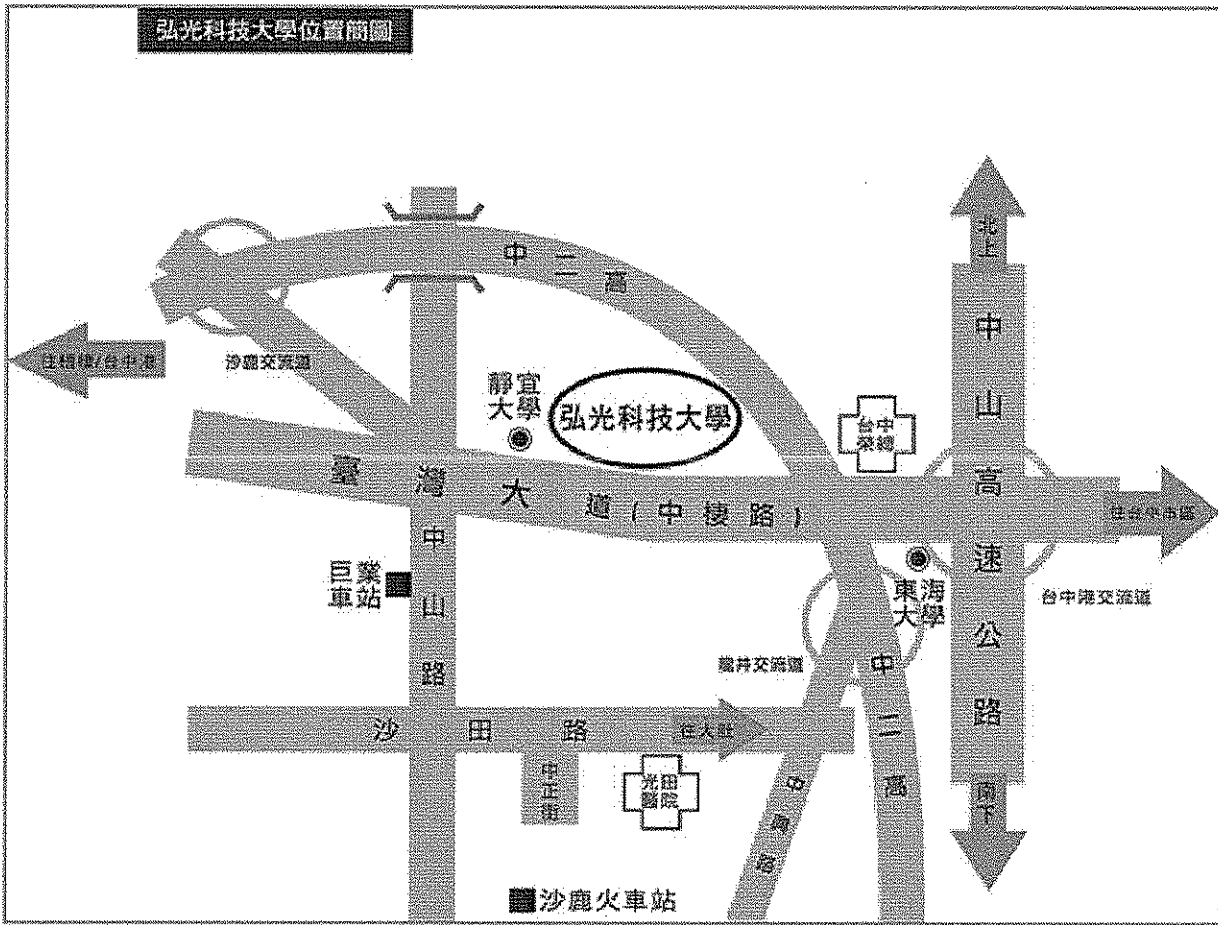 弘光科技大學位置簡圖
北上
中二高
中山高速公路
往梧棲/台中港
沙鹿交流道
靜宜
大學
弘光科技大學
台中
榮總
臺灣大道(中棲路)
往台中市區
中山路
巨業
車站
東海
大學
台中港交流道
龍井交流道
中二高
沙田路
往大肚
中正街
光田
醫院
南下
沙鹿火車站